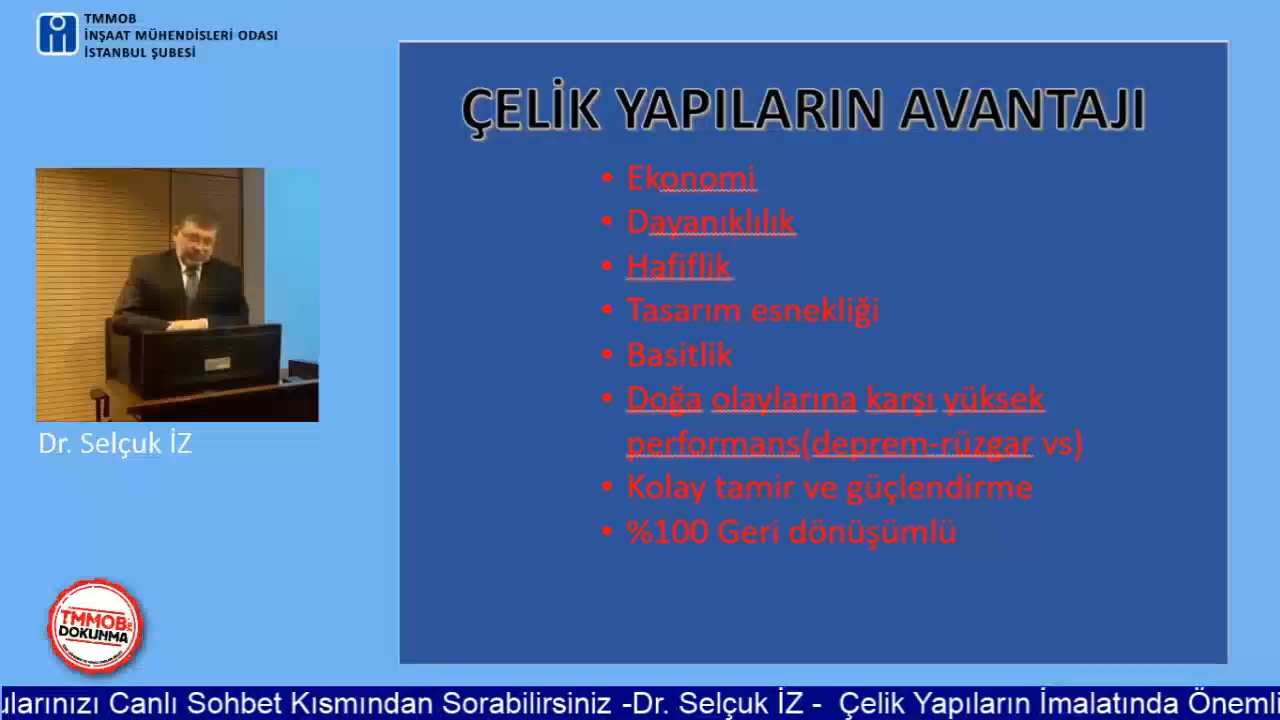 TMMOB
İNŞAAT MÜHENDİSLERİ ODASI
İSTANBUL ŞUBESİ
ÇELİK YAPILARIN AVANTAJI
• Ekonomi
• Dayanıklılık
• Hafiflik
• Tasarım esnekliği
• Basitlik
• Doğa olaylarına karşı yüksek
performans(deprem-rüzgar vs)
• Kolay tamir ve güçlendirme
• %100 Geri dönüşümlü
Dr. Selçuk İZ
TMMOB
DOKUNMA
ularınızı Canlı Sohbet Kısmından Sorabilirsiniz -Dr. Selçuk İZ - Çelik Yapıların İmalatında Önemli